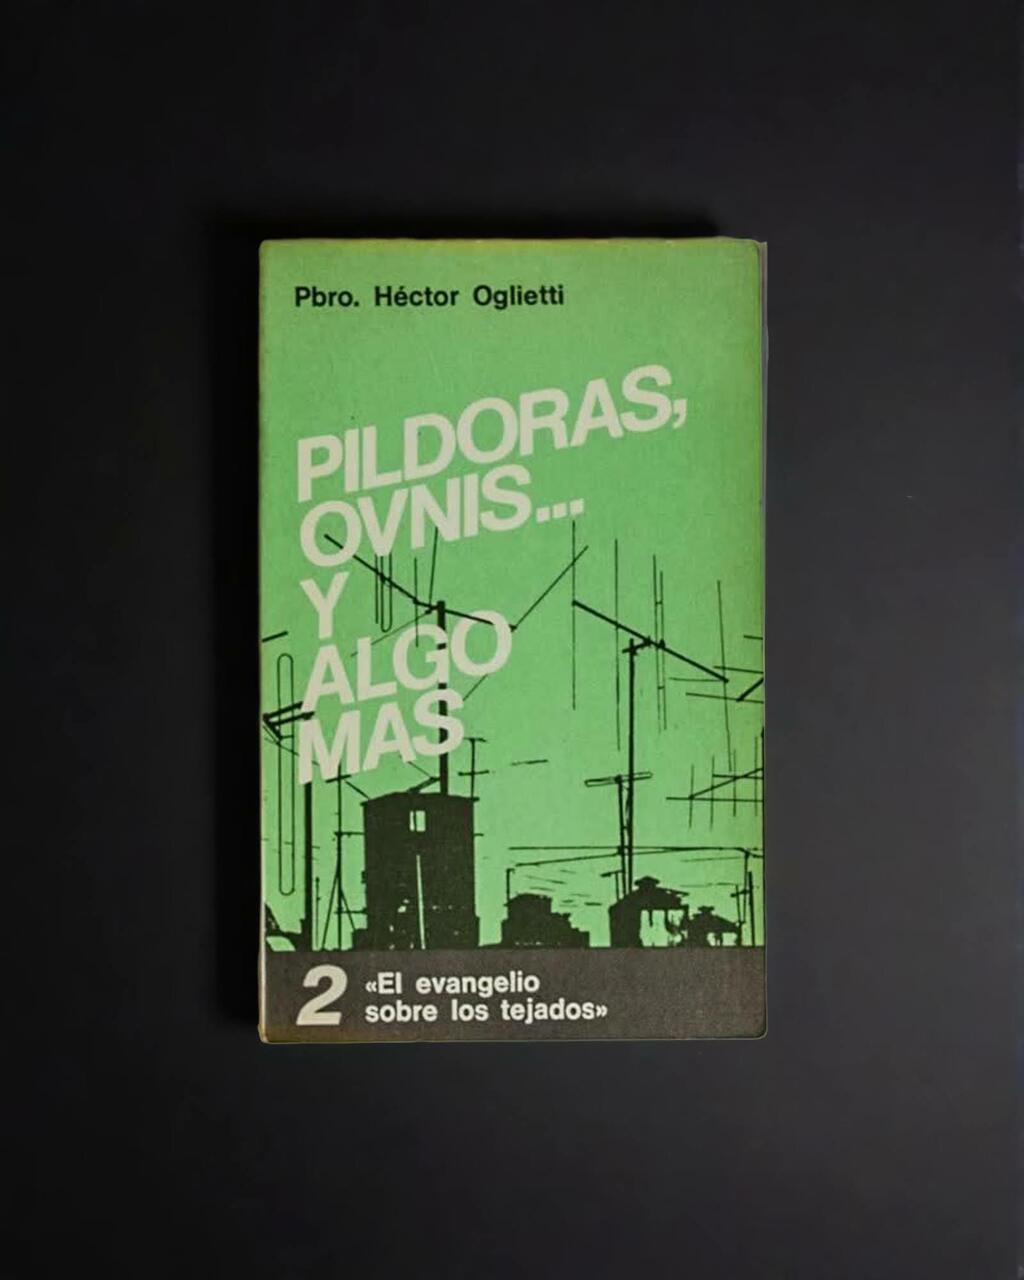 Pbro. Héctor Oglietti
PILDORAS,
OVNIS...
Y
ALGO
MAS
2 «El evangelio
sobre los tejados»